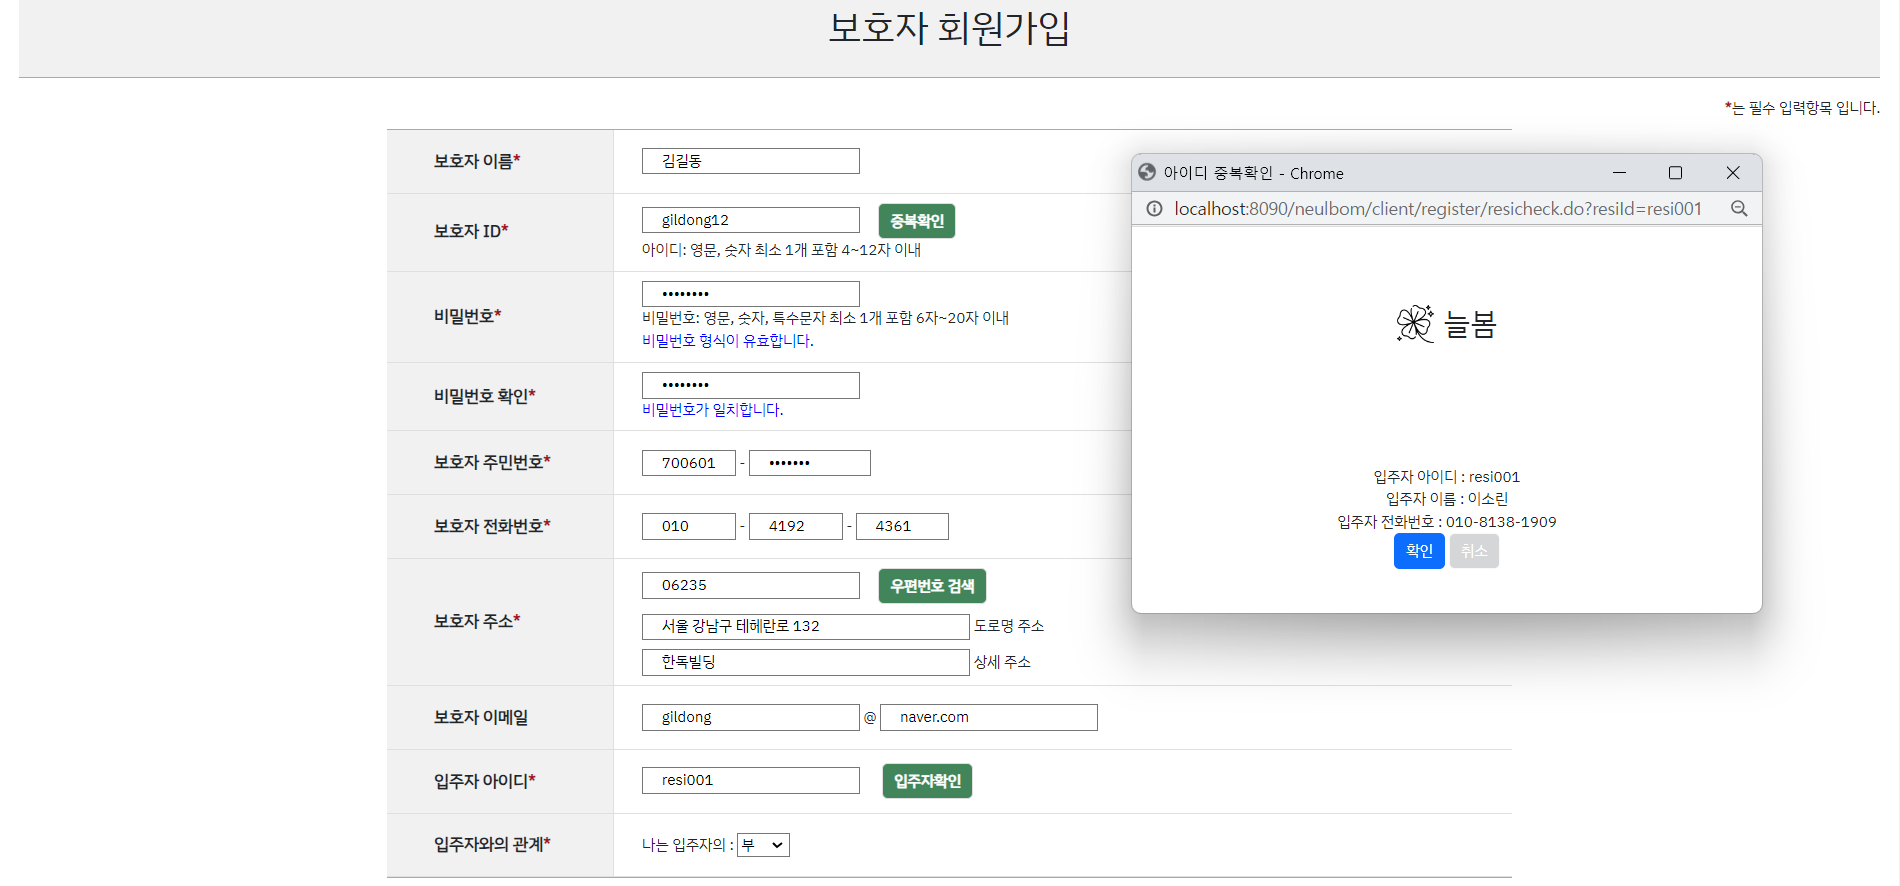 보호자 회원가입
*는 필수 입력항목 입니다.
보호자 이름*
김길동
보호자 ID*
gildong12
중복확인
아이디: 영문, 숫자 최소 1개 포함 4~12자 이내
비밀번호*
••••••••
비밀번호: 영문, 숫자, 특수문자 최소 1개 포함 6자~20자 이내
비밀번호 형식이 유효합니다.
비밀번호 확인*
••••••••
비밀번호가 일치합니다.
보호자 주민번호*
700601 - •••••••
보호자 전화번호*
010 - 4192 - 4361
보호자 주소*
06235
우편번호 검색
서울 강남구 테헤란로 132 도로명 주소
한독빌딩 상세 주소
보호자 이메일
gildong @ naver.com
입주자 아이디*
resi001
입주자확인
입주자와의 관계*
나는 입주자의 : 부
아이디 중복확인 - Chrome
localhost:8090/neulbom/client/register/resicheck.do?resiId=resi001
늘봄
입주자 아이디 : resi001
입주자 이름 : 이소린
입주자 전화번호 : 010-8138-1909
확인 취소